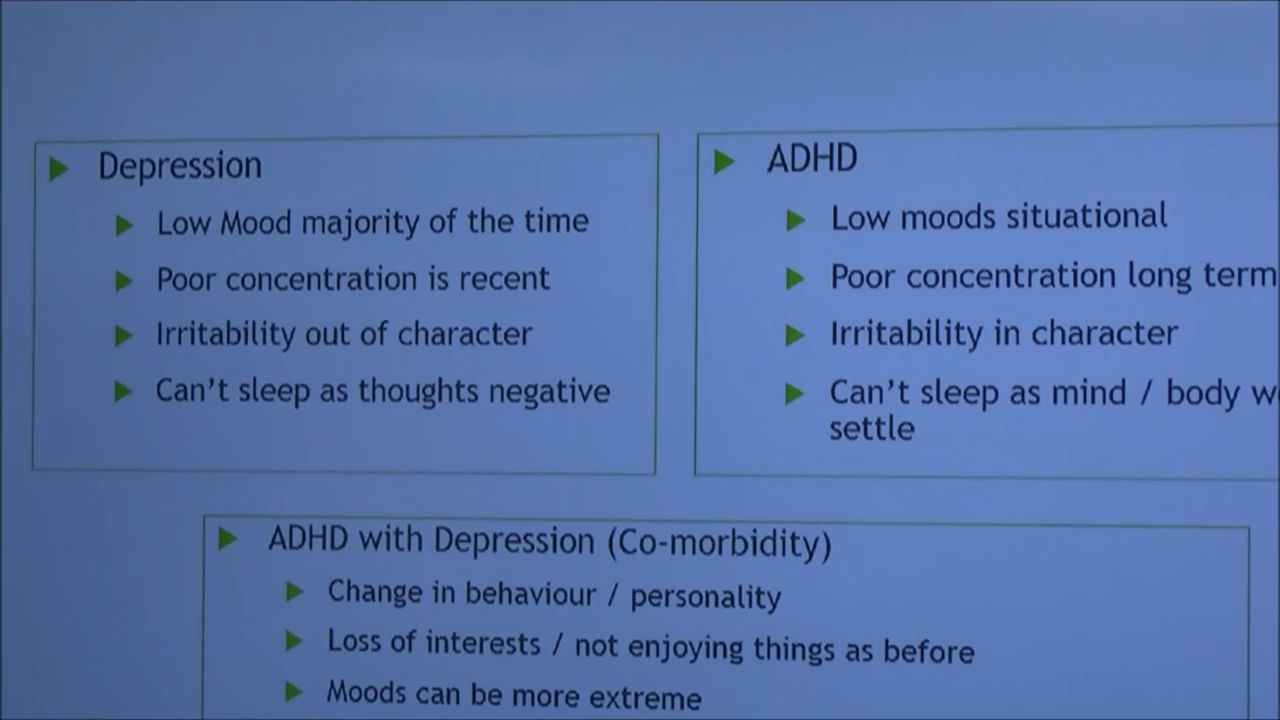 Depression
Low Mood majority of the time
Poor concentration is recent
Irritability out of character
Can't sleep as thoughts negative
ADHD
Low moods situational
Poor concentration long term
Irritability in character
Can't sleep as mind / body
settle
ADHD with Depression (Co-morbidity)
Change in behaviour / personality
Loss of interests / not enjoying things as before
Moods can be more extreme